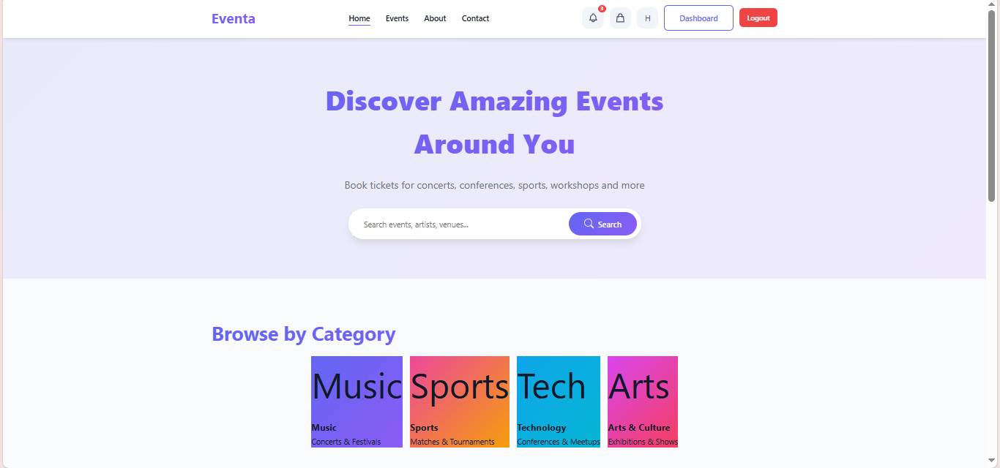 Eventa
Home Events About Contact
3
H
Dashboard
Logout
Discover Amazing Events
Around You
Book tickets for concerts, conferences, sports, workshops and more
Search events, artists, venues...
Search
Browse by Category
Music
Music
Concerts & Festivals
Sports
Sports
Matches & Tournaments
Tech
Technology
Conferences & Meetups
Arts
Arts & Culture
Exhibitions & Shows